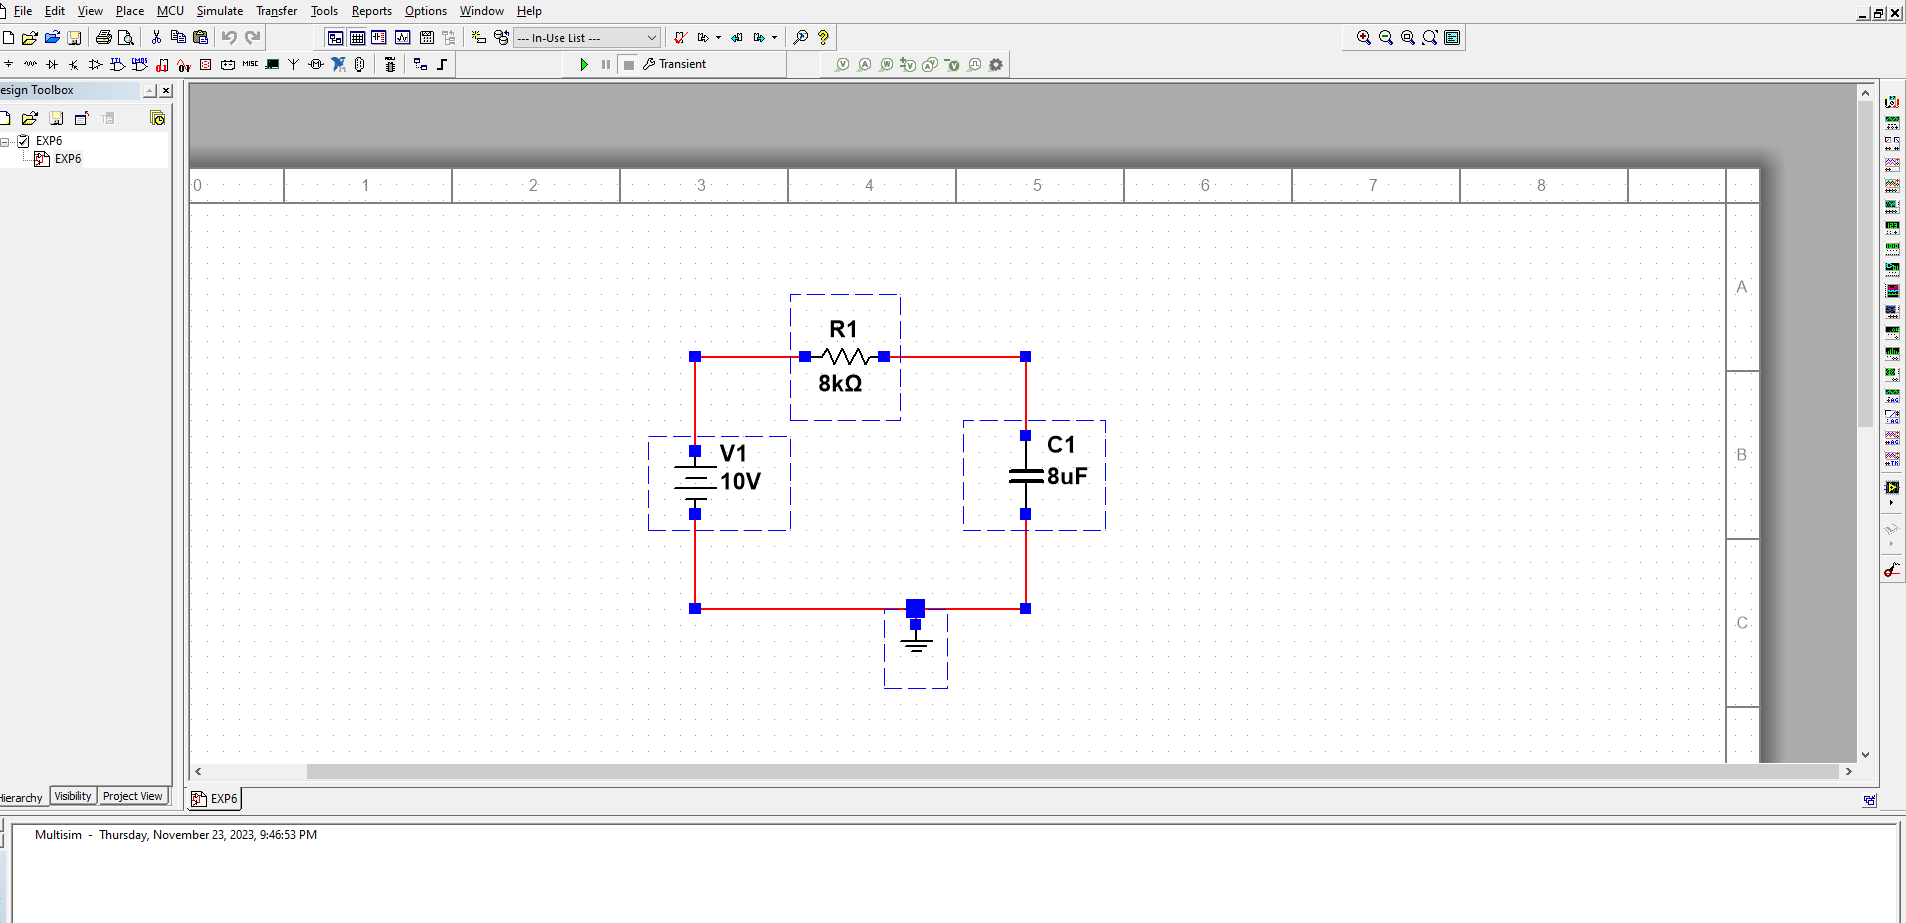 File Edit View Place MCU Simulate Transfer Tools Reports Options Window Help
--- In-Use List ---
MISC Transient
esign Toolbox
EXP6
EXP6
0 1 2 3 4 5 6 7 8
A
R1
8kΩ
V1
10V
C1
8uF
B
C
Hierarchy Visibility Project View
EXP6
Multisim - Thursday, November 23, 2023, 9:46:53 PM